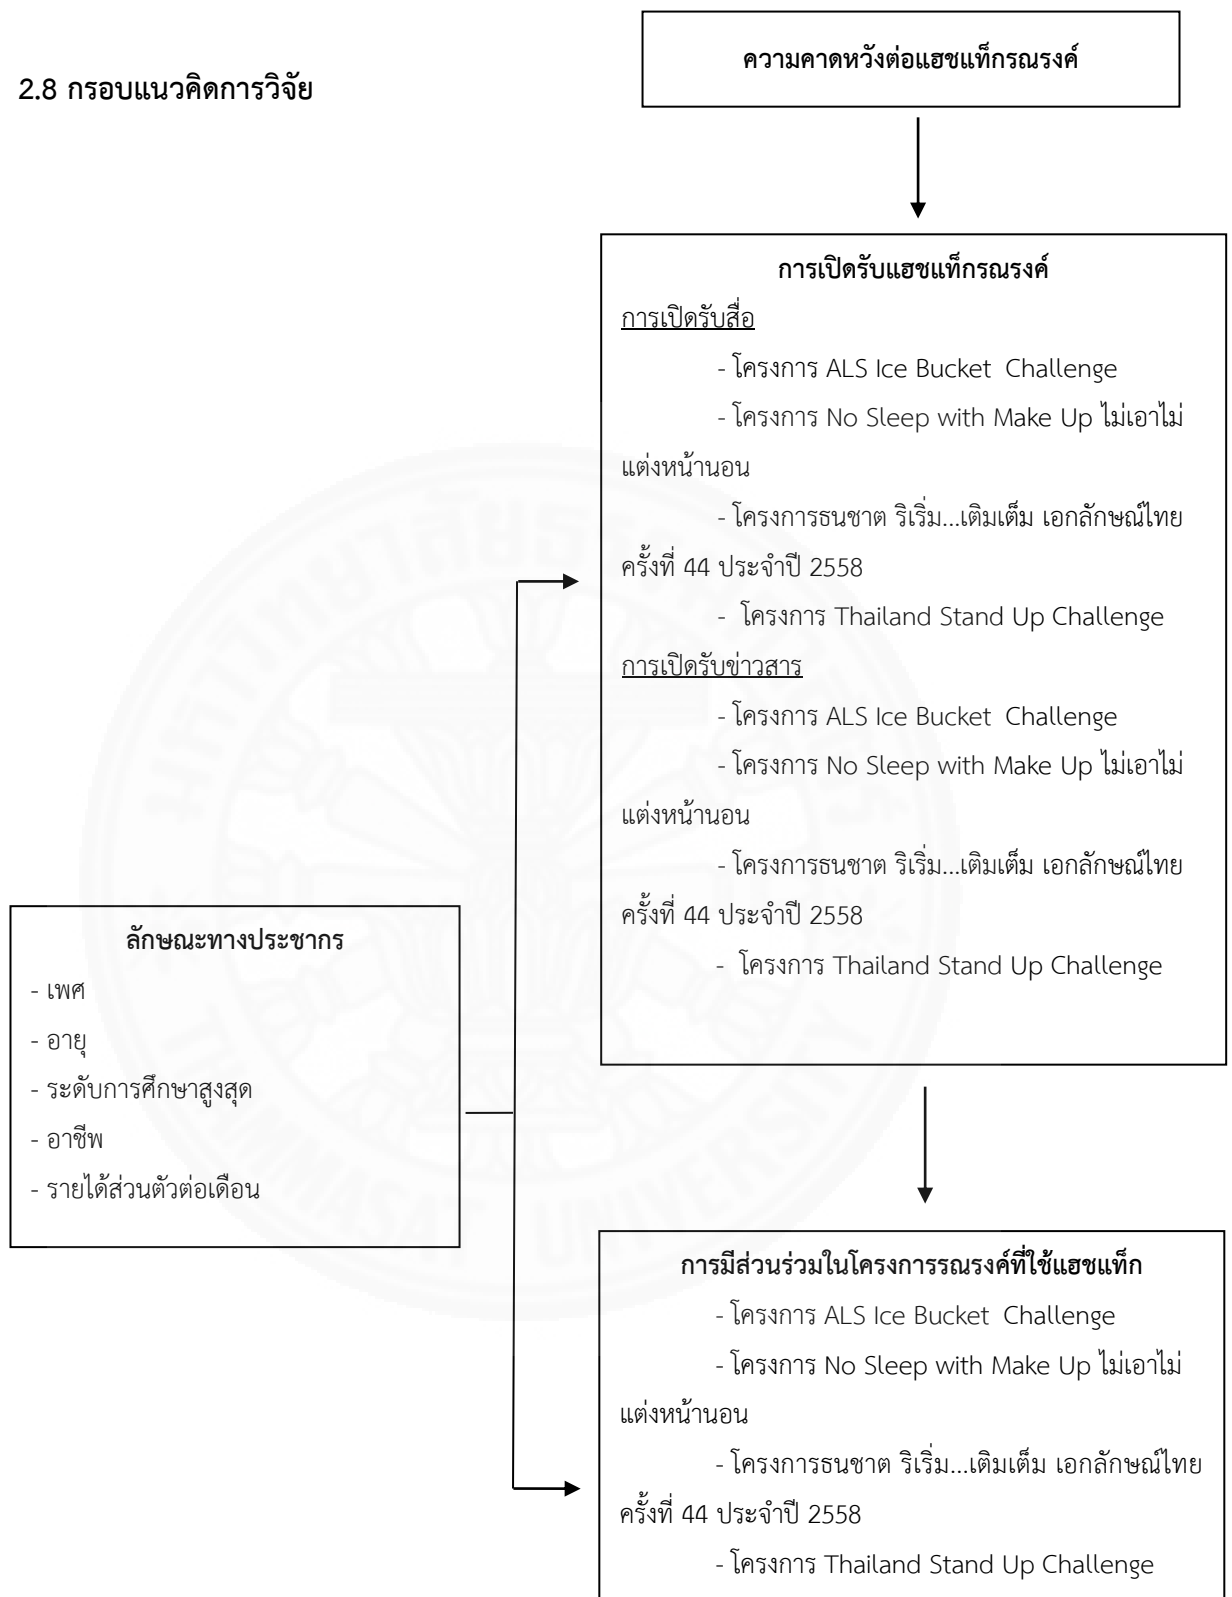 2.8 กรอบแนวคิดการวิจัย
ความคาดหวังต่อแฮชแท็กรณรงค์
การเปิดรับแฮชแท็กรณรงค์
การเปิดรับสื่อ
- โครงการ ALS Ice Bucket Challenge
- โครงการ No Sleep with Make Up ไม่เอาไม่
แต่งหน้านอน
- โครงการธนชาต ริเริ่ม...เติมเต็ม เอกลักษณ์ไทย
ครั้งที่ 44 ประจำปี 2558
- โครงการ Thailand Stand Up Challenge
การเปิดรับข่าวสาร
- โครงการ ALS Ice Bucket Challenge
- โครงการ No Sleep with Make Up ไม่เอาไม่
แต่งหน้านอน
- โครงการธนชาต ริเริ่ม...เติมเต็ม เอกลักษณ์ไทย
ครั้งที่ 44 ประจำปี 2558
- โครงการ Thailand Stand Up Challenge
ลักษณะทางประชากร
- เพศ
- อายุ
- ระดับการศึกษาสูงสุด
- อาชีพ
- รายได้ส่วนตัวต่อเดือน
การมีส่วนร่วมในโครงการรณรงค์ที่ใช้แฮชแท็ก
- โครงการ ALS Ice Bucket Challenge
- โครงการ No Sleep with Make Up ไม่เอาไม่
แต่งหน้านอน
- โครงการธนชาต ริเริ่ม...เติมเต็ม เอกลักษณ์ไทย
ครั้งที่ 44 ประจำปี 2558
- โครงการ Thailand Stand Up Challenge
มหาวิทยาลัยธรรมศาสตร์
THAMMASAT UNIVERSITY